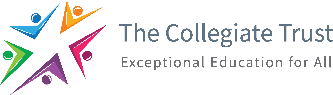 The Collegiate Trust
Exceptional Education for All